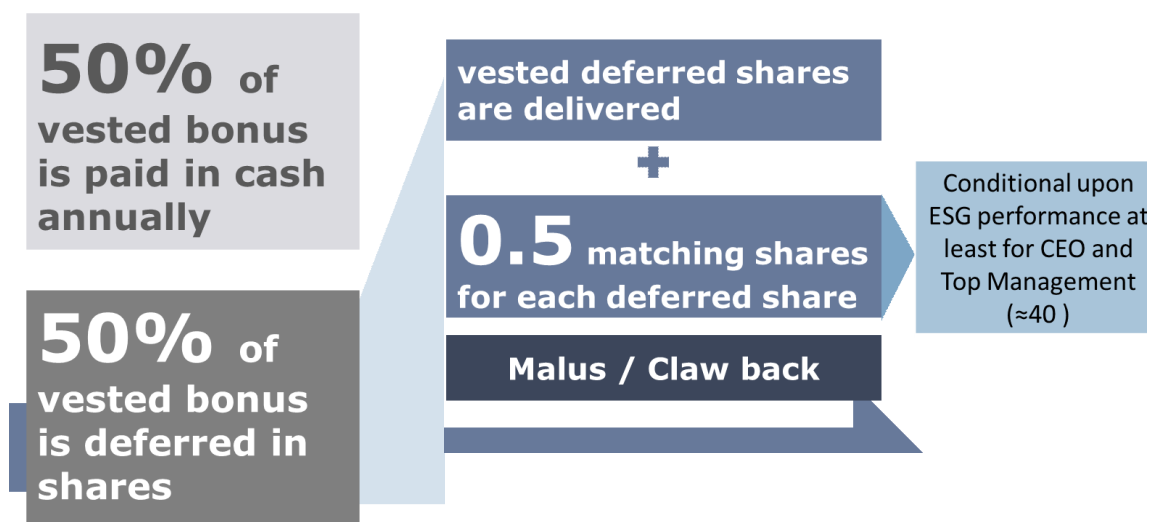 50% of
vested bonus
is paid in cash
annually
50% of
vested bonus
is deferred in
shares
vested deferred shares
are delivered
+
0.5 matching shares
for each deferred share
Malus / Claw back
Conditional upon
ESG performance at
least for CEO and
Top Management
(≈40 )